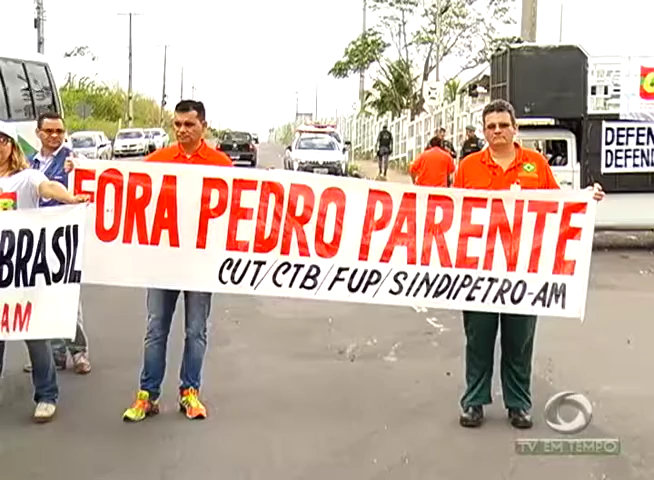 FORA PEDRO PARENTE
CUT/CTB/FUP/SINDIPETRO-AM
BRASIL
AM
DEFEN
DEFEND
TV EM TEMPO